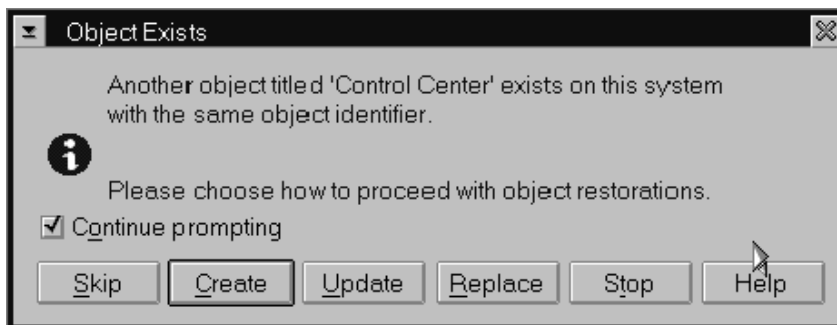 Object Exists
Another object titled 'Control Center' exists on this system
with the same object identifier.
Please choose how to proceed with object restorations.
Continue prompting
Skip Create Update Replace Stop Help